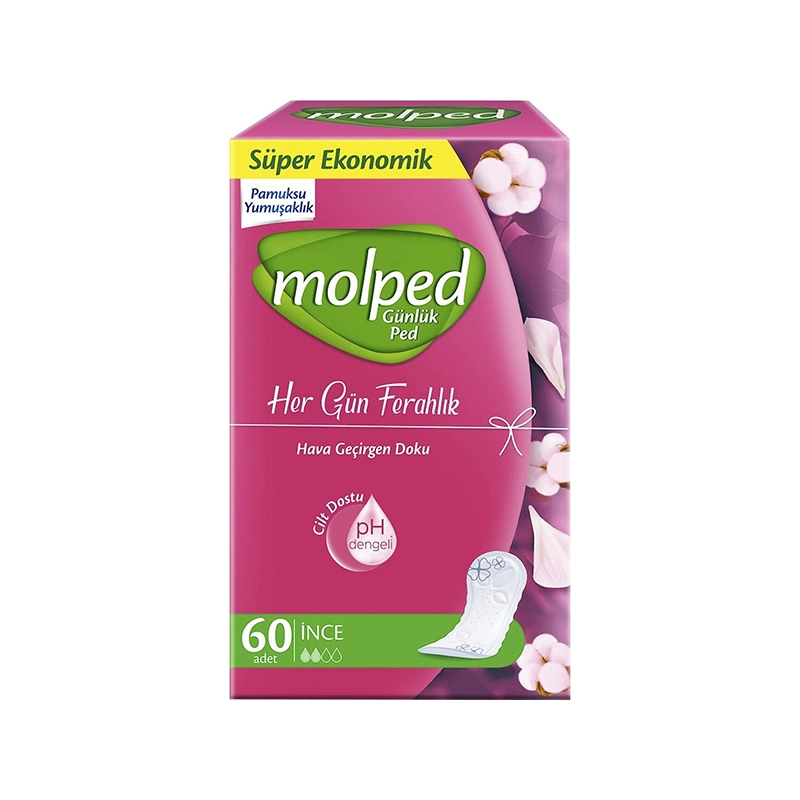 molped
Süper Ekonomik
Pamuksu
Yumuşaklık
molped
Günlük
Ped
Her Gün Ferahlık
Hava Geçirgen Doku
Cilt Dostu
pH
dengeli
60
adet
İNCE